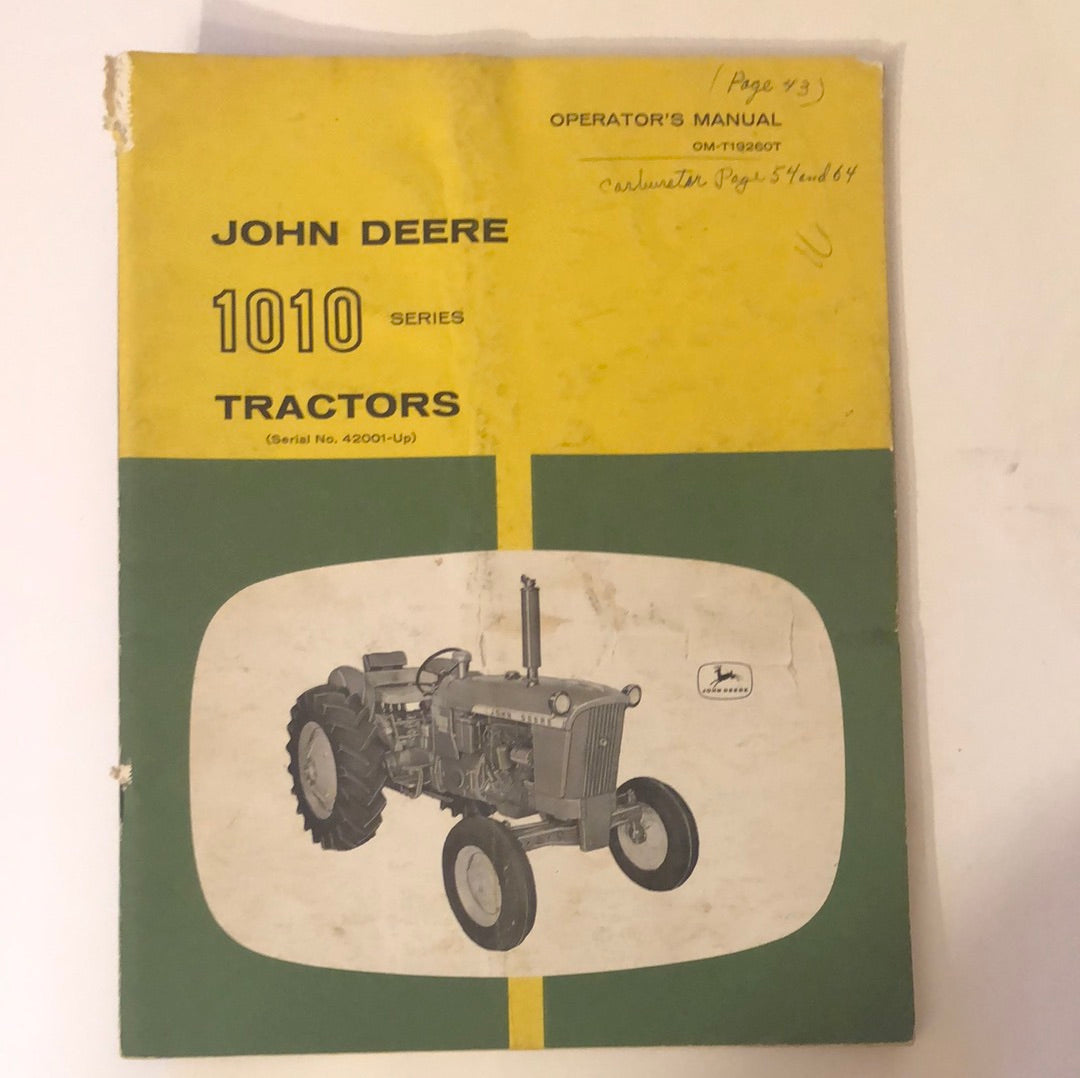 (Page 43)
OPERATOR'S MANUAL
OM-T19260T
Carburetor Page 54 and 64
JOHN DEERE
1010 SERIES
TRACTORS
(Serial No. 42001-Up)
JOHN DEERE
JOHN DEERE